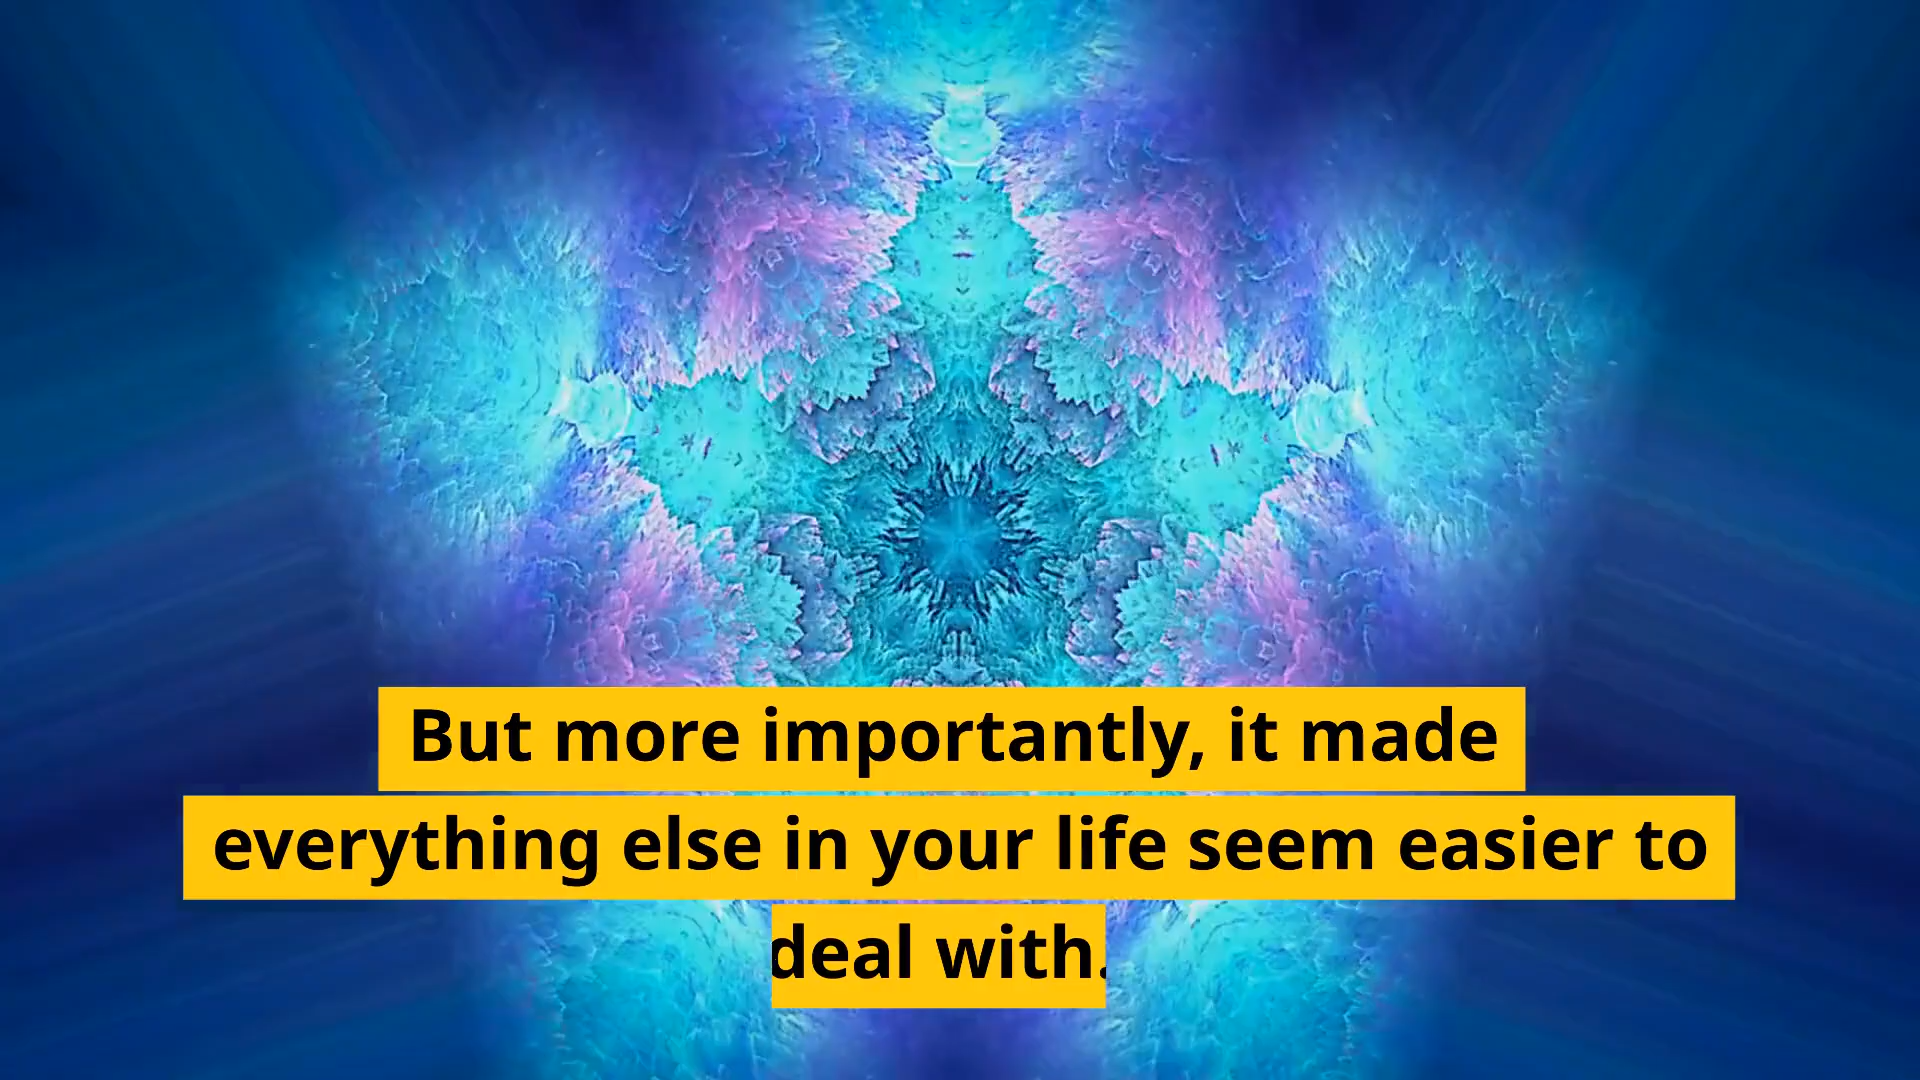 But more importantly, it made
everything else in your life seem easier to
deal with.